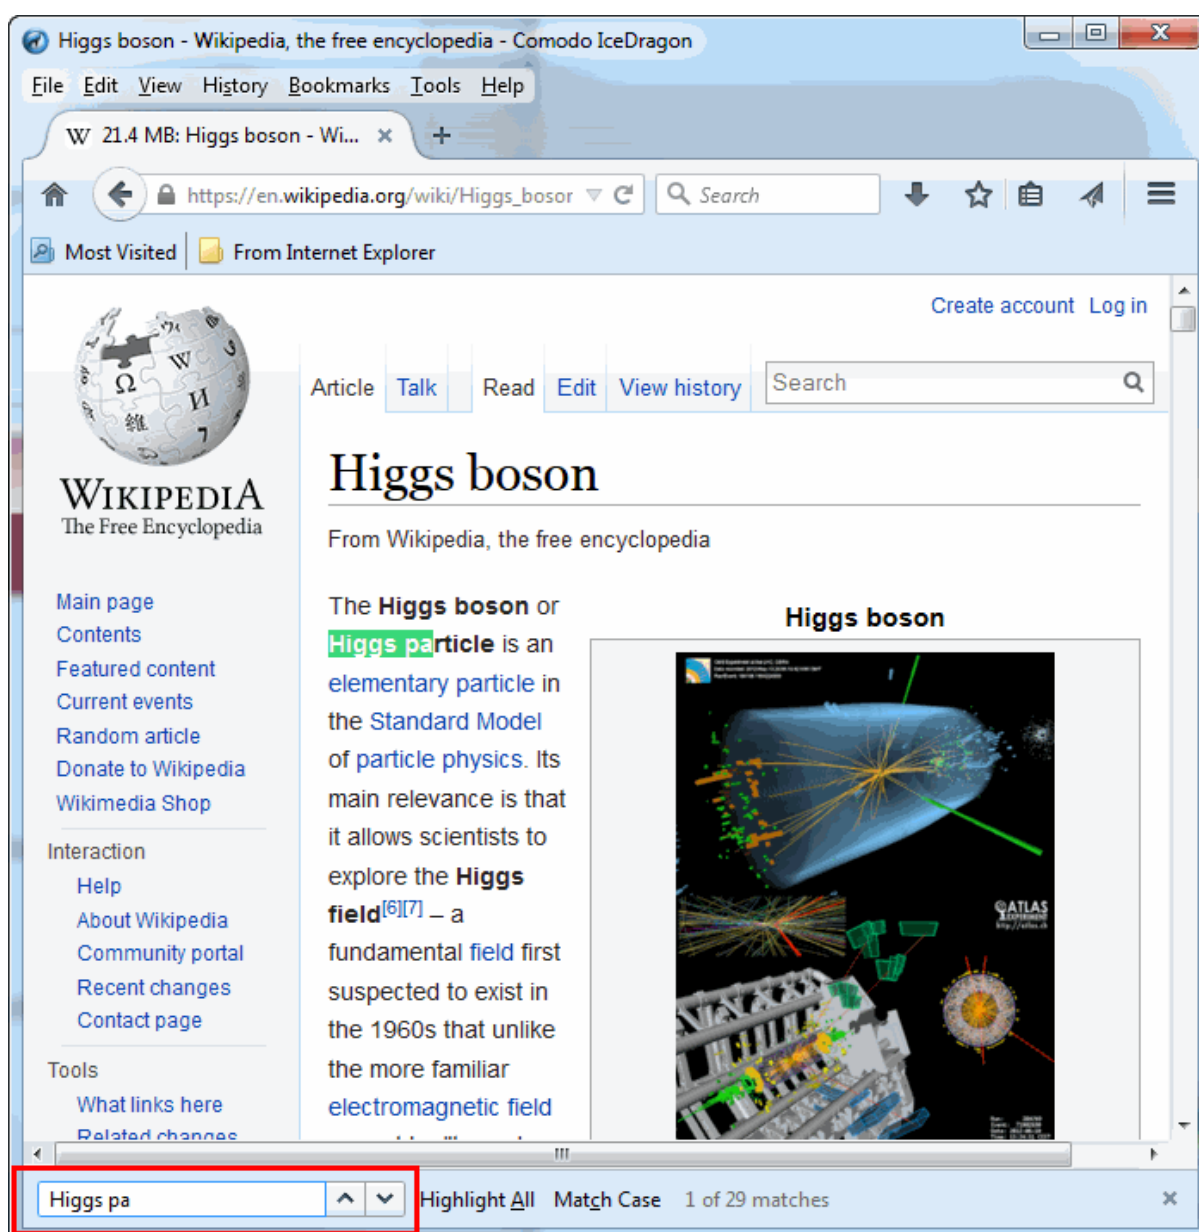 Higgs boson - Wikipedia, the free encyclopedia - Comodo IceDragon
File Edit View History Bookmarks Tools Help
W 21.4 MB: Higgs boson - Wi...
https://en.wikipedia.org/wiki/Higgs_boson
Search
Most Visited From Internet Explorer
Create account Log in
Article Talk Read Edit View history Search
WIKIPEDIA
The Free Encyclopedia
Main page
Contents
Featured content
Current events
Random article
Donate to Wikipedia
Wikimedia Shop
Interaction
Help
About Wikipedia
Community portal
Recent changes
Contact page
Tools
What links here
Related changes
Higgs boson
From Wikipedia, the free encyclopedia
The Higgs boson or
Higgs particle is an
elementary particle in
the Standard Model
of particle physics. Its
main relevance is that
it allows scientists to
explore the Higgs
field[6][7] – a
fundamental field first
suspected to exist in
the 1960s that unlike
the more familiar
electromagnetic field
Higgs boson
ATLAS
EXPERIMENT
http://atlas.ch
Higgs pa Highlight All Match Case 1 of 29 matches